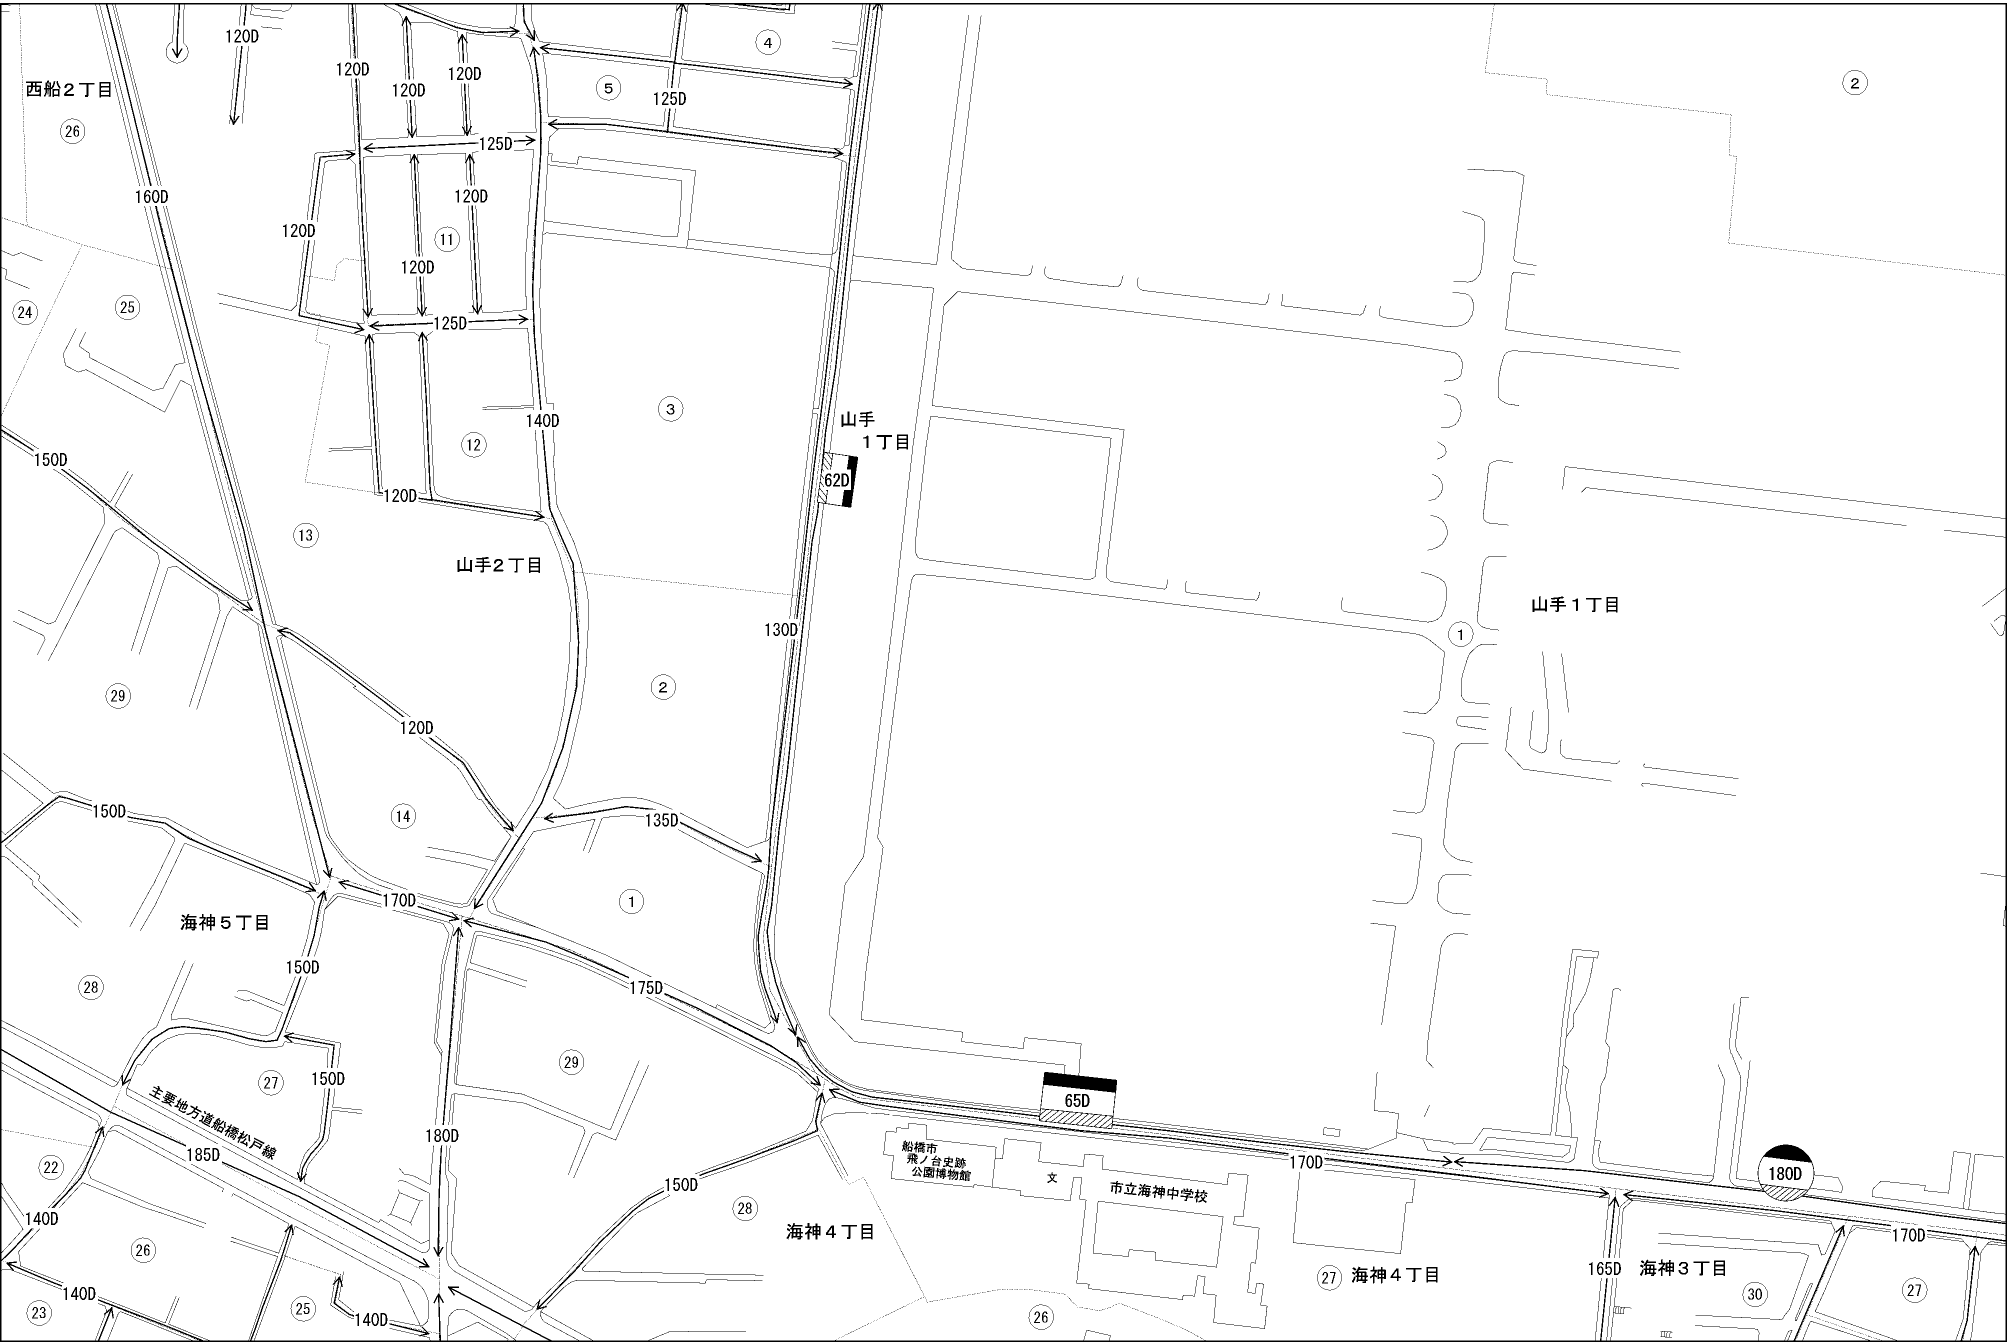 120D
④
西船２丁目
120D
120D
120D
120D
⑤
125D
②
㉖
125D
160D
120D
120D
⑪
120D
㉔
㉕
125D
③
山手
１丁目
140D
⑫
150D
120D
62D
⑬
山手２丁目
山手１丁目
130D
①
②
㉙
120D
150D
⑭
135D
170D
①
海神５丁目
150D
㉘
175D
㉙
㉗
150D
65D
主要地方道船橋松戸線
180D
船橋市
飛ノ台史跡
公園博物館
文
市立海神中学校
170D
180D
㉒
185D
150D
㉘
140D
海神４丁目
170D
㉖
165D
㉗
海神４丁目
海神３丁目
140D
㉚
㉗
㉓
㉕
140D
㉖